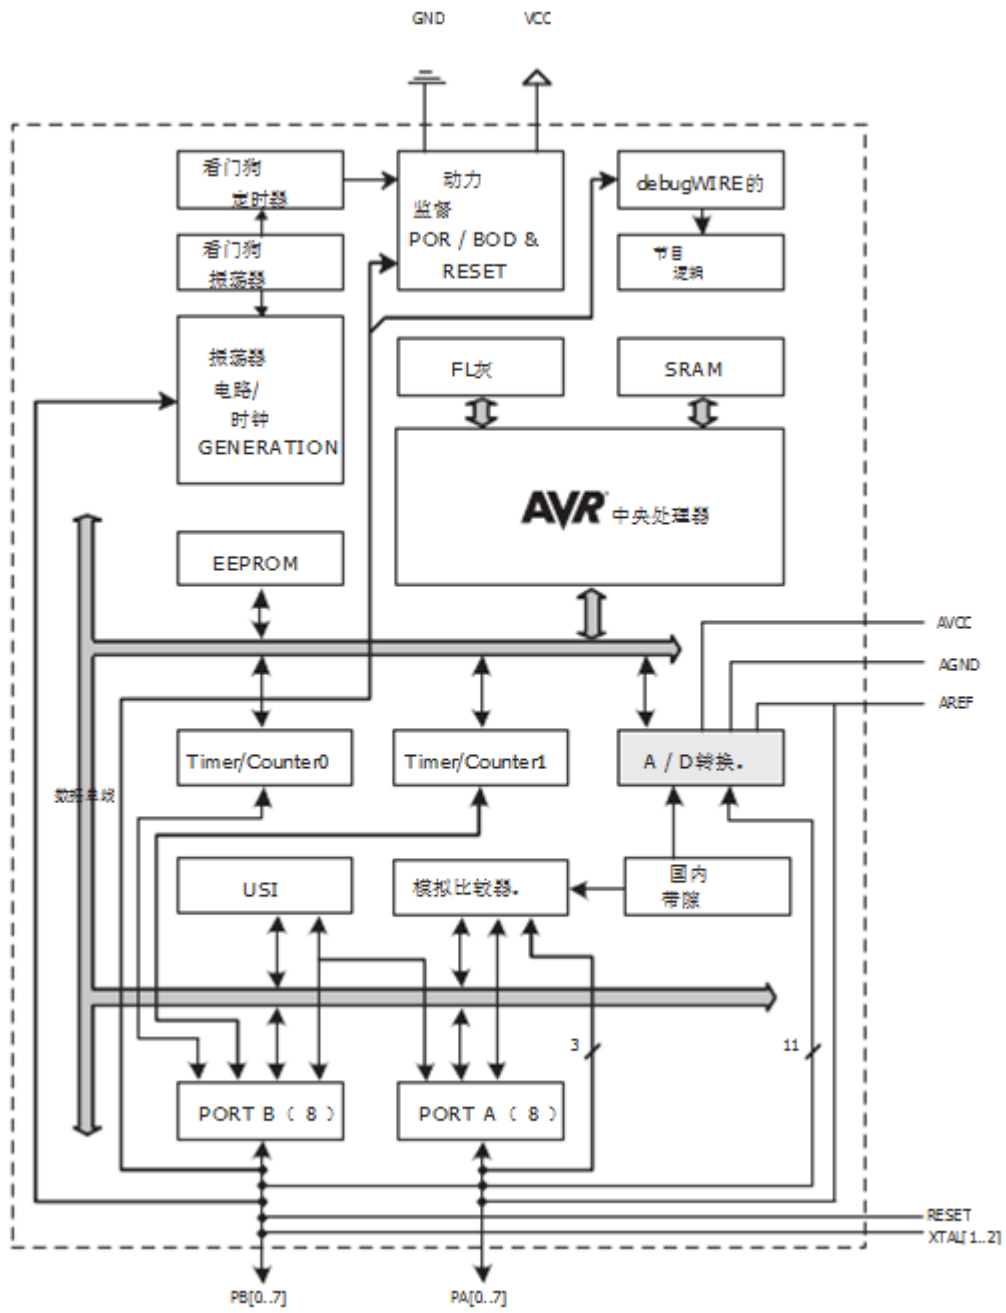 GND
VCC
看门狗
定时器
动力
监督
POR / BOD &
RESET
debugWIRE的
看门狗
振荡器
节目
逻辑
振荡器
电路/
时钟
GENERATION
FL灰
SRAM
AVR 中央处理器
EEPROM
AVCC
AGND
AREF
Timer/Counter0
Timer/Counter1
A / D转换。
数据总线
USI
模拟比较器。
国内
带隙
3
11
PORT B（8）
PORT A（8）
RESET
XTAL[1..2]
PB[0..7]
PA[0..7]